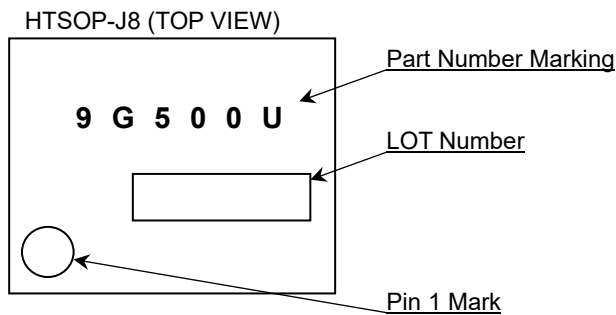 HTSOP-J8 (TOP VIEW)
Part Number Marking
9 G 5 0 0 U
LOT Number
Pin 1 Mark